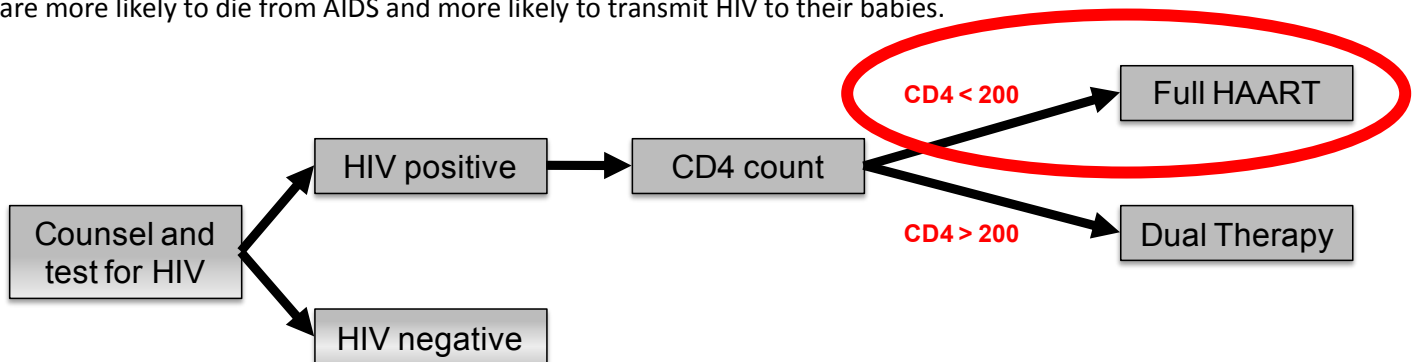 are more likely to die from AIDS and more likely to transmit HIV to their babies.
CD4 < 200
Full HAART
HIV positive
CD4 count
Counsel and
test for HIV
CD4 > 200
Dual Therapy
HIV negative